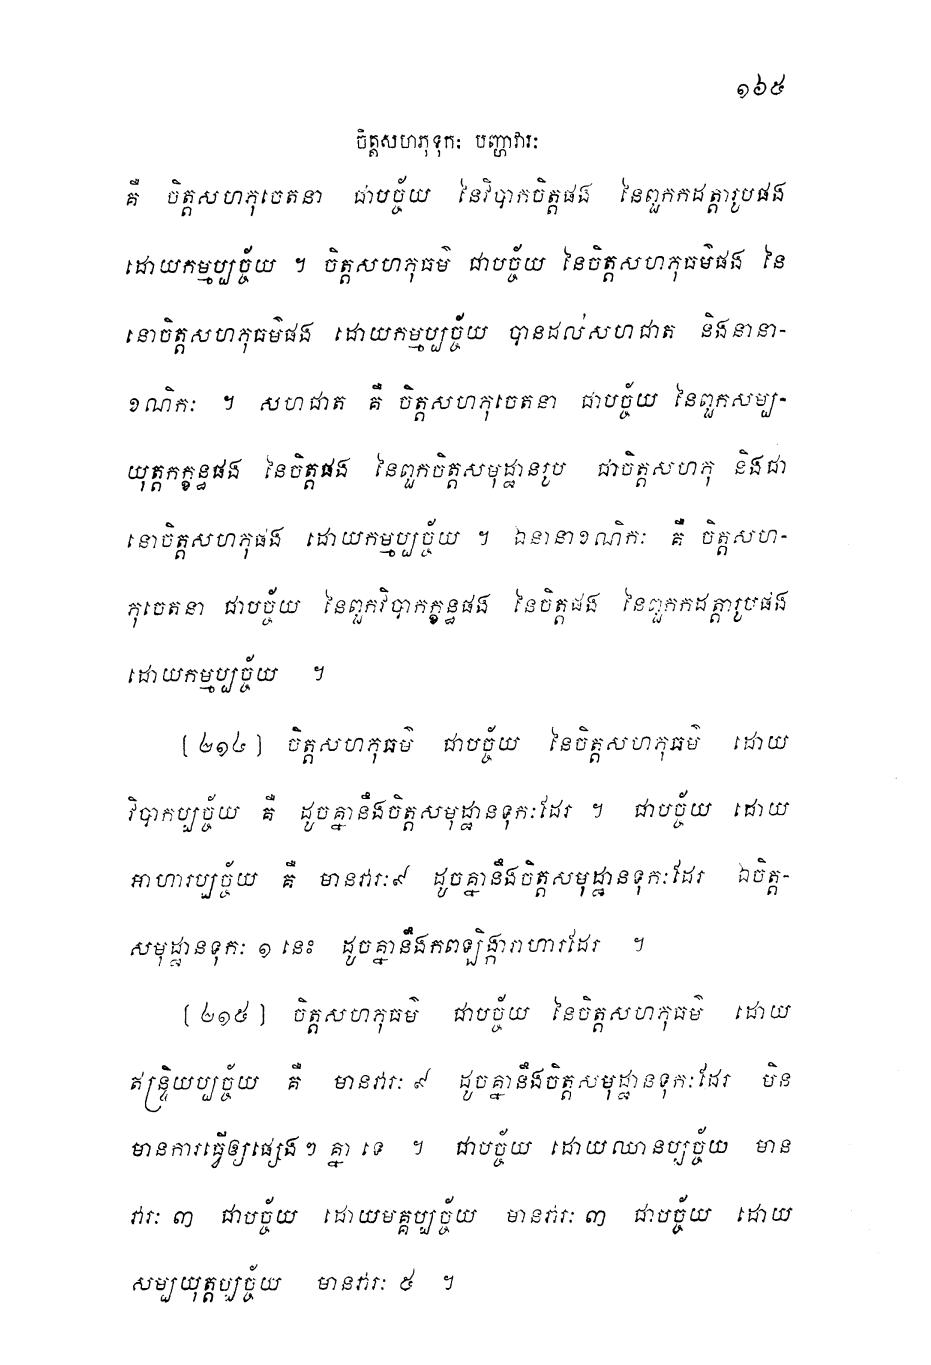 ១៦៥
ចិត្តសហភុទុកៈ បញ្ហាវារៈ
គឺ ចិត្តសហភុចេតនា ជាបច្ច័យ នៃវិបាកចិត្តផង នៃពួកកដត្តារូបផង
ដោយកម្មប្បច្ច័យ ។ ចិត្តសហភុធម៌ ជាបច្ច័យ នៃចិត្តសហភុធម៌ផង នៃ
នោចិត្តសហភុធម៌ផង ដោយកម្មប្បច្ច័យ បានដល់សហជាត និងនានា-
ខណិកៈ ។ សហជាត គឺ ចិត្តសហភុចេតនា ជាបច្ច័យ នៃពួកសម្ប-
យុត្តកក្ខន្ធផង នៃចិត្តផង នៃពួកចិត្តសមុដ្ឋានរូប ជាចិត្តសហភុ និងជា
នោចិត្តសហភុផង ដោយកម្មប្បច្ច័យ ។ ឯនានាខណិកៈ គឺ ចិត្តសហ-
ភុចេតនា ជាបច្ច័យ នៃពួកវិបាកក្ខន្ធផង នៃចិត្តផង នៃពួកកដត្តារូបផង
ដោយកម្មប្បច្ច័យ ។
(២១៤) ចិត្តសហភុធម៌ ជាបច្ច័យ នៃចិត្តសហភុធម៌ ដោយ
វិបាកប្បច្ច័យ គឺ ដូចគ្នានឹងចិត្តសមុដ្ឋានទុកៈដែរ ។ ជាបច្ច័យ ដោយ
អាហារប្បច្ច័យ គឺ មានវារៈ៩ ដូចគ្នានឹងចិត្តសមុដ្ឋានទុកៈដែរ ឯចិត្ត-
សមុដ្ឋានទុកៈ ១ នេះ ដូចគ្នានឹងកពឡិង្ការាហារដែរ ។
(២១៥) ចិត្តសហភុធម៌ ជាបច្ច័យ នៃចិត្តសហភុធម៌ ដោយ
ឥន្ទ្រិយប្បច្ច័យ គឺ មានវារៈ ៩ ដូចគ្នានឹងចិត្តសមុដ្ឋានទុកៈដែរ មិន
មានការធ្វើឲ្យផ្សេងៗ គ្នា ទេ ។ ជាបច្ច័យ ដោយឈានប្បច្ច័យ មាន
វារៈ ៣ ជាបច្ច័យ ដោយមគ្គប្បច្ច័យ មានវារៈ ៣ ជាបច្ច័យ ដោយ
សម្បយុត្តប្បច្ច័យ មានវារៈ ៥ ។